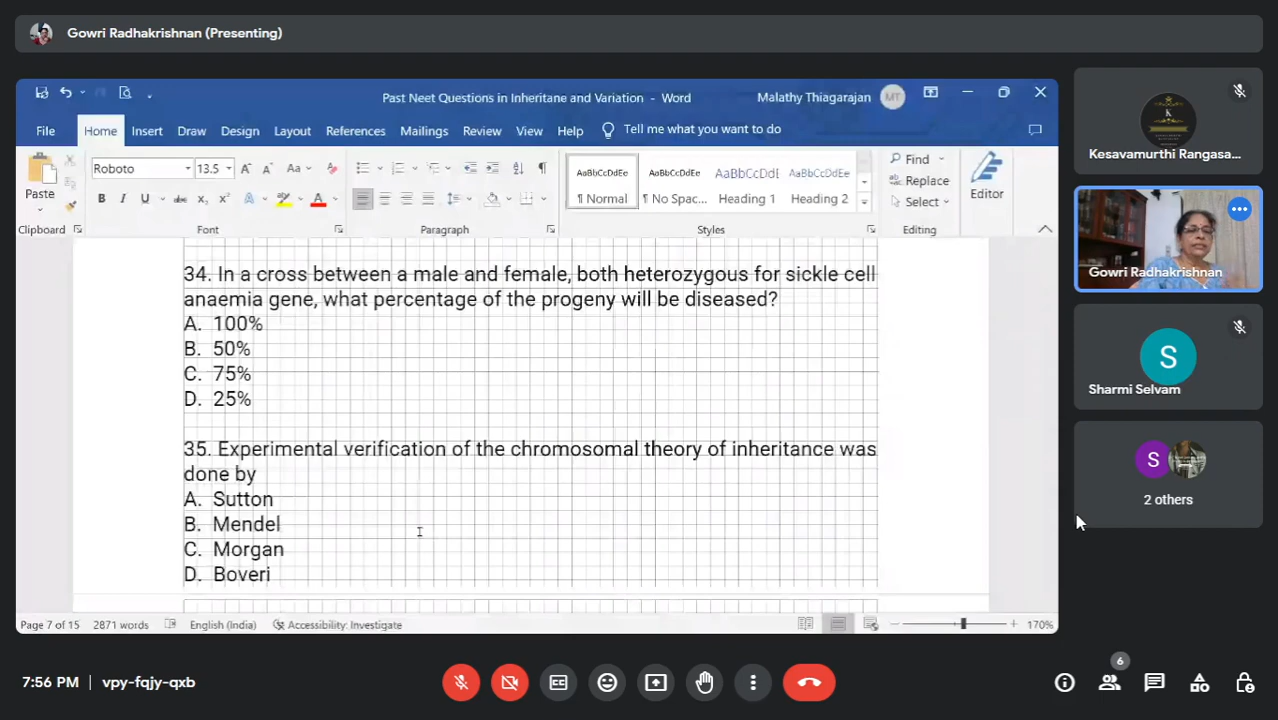 Gowri Radhakrishnan (Presenting)
Past Neet Questions in Inheritane and Variation - Word
Malathy Thiagarajan
MT
File Home Insert Draw Design Layout References Mailings Review View Help Tell me what you want to do
Paste
Clipboard
Roboto 13.5
Font
Paragraph
AaBbCcDdEe AaBbCcDdEe AaBbCcDdE AaBbCcDdEe
¶ Normal ¶ No Spac... Heading 1 Heading 2
Styles
Find
Replace
Select
Editing
Editor
34. In a cross between a male and female, both heterozygous for sickle cell
anaemia gene, what percentage of the progeny will be diseased?
A. 100%
B. 50%
C. 75%
D. 25%
35. Experimental verification of the chromosomal theory of inheritance was
done by
A. Sutton
B. Mendel
C. Morgan
D. Boveri
Page 7 of 15 2871 words English (India) Accessibility: Investigate 170%
K
Kesavamurthi Rangasa...
Gowri Radhakrishnan
S
Sharmi Selvam
S
2 others
7:56 PM | vpy-fqjy-qxb
6